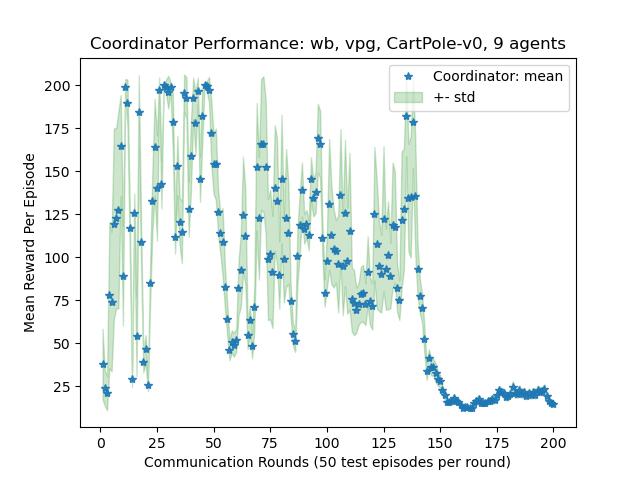 Coordinator Performance: wb, vpg, CartPole-v0, 9 agents
Coordinator: mean
+- std
Mean Reward Per Episode
200
175
150
125
100
75
50
25
0 25 50 75 100 125 150 175 200
Communication Rounds (50 test episodes per round)